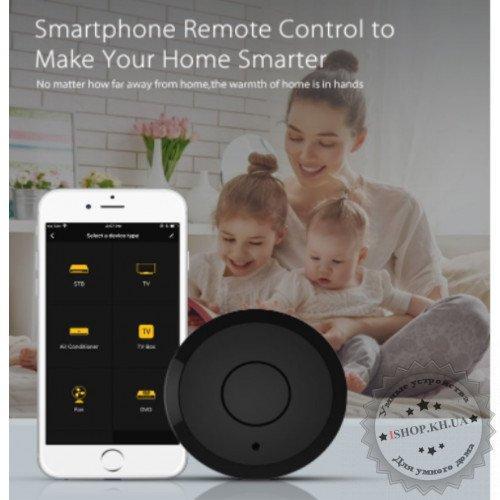 Smartphone Remote Control to
Make Your Home Smarter
No matter how far away from home,the warmth of home is in hands
Select a device type
STB
TV
Air Conditioner
TV
TV Box
Fan
DVD
Умные устройства
ISHOP.KH.UA
Для умного дома